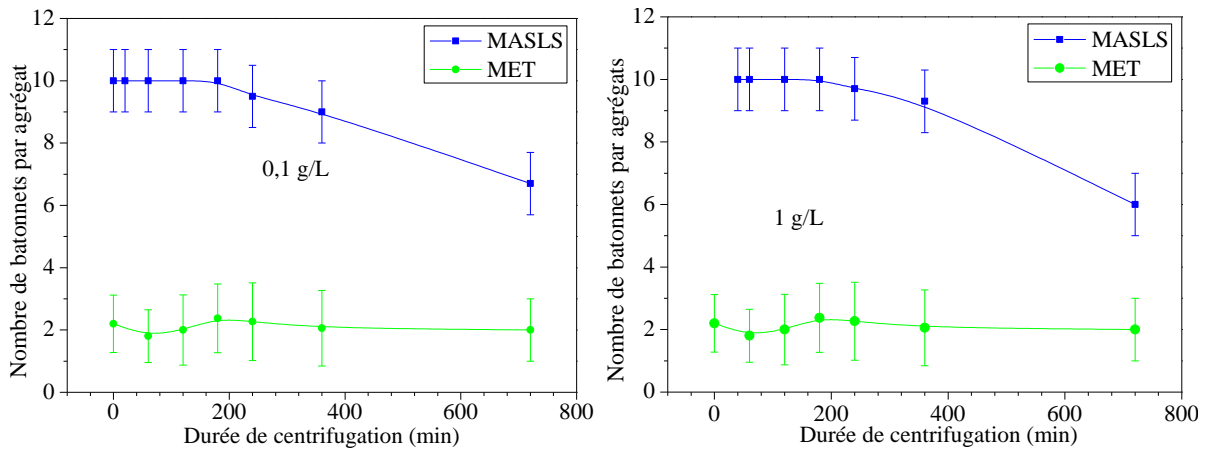 12
10
8
6
4
2
0
Nombre de batonnets par agrégat
MASLS
MET
0,1 g/L
0
200
400
600
800
Durée de centrifugation (min)
12
10
8
6
4
2
0
Nombre de batonnets par agrégats
MASLS
MET
1 g/L
0
200
400
600
800
Durée de centrifugation (min)